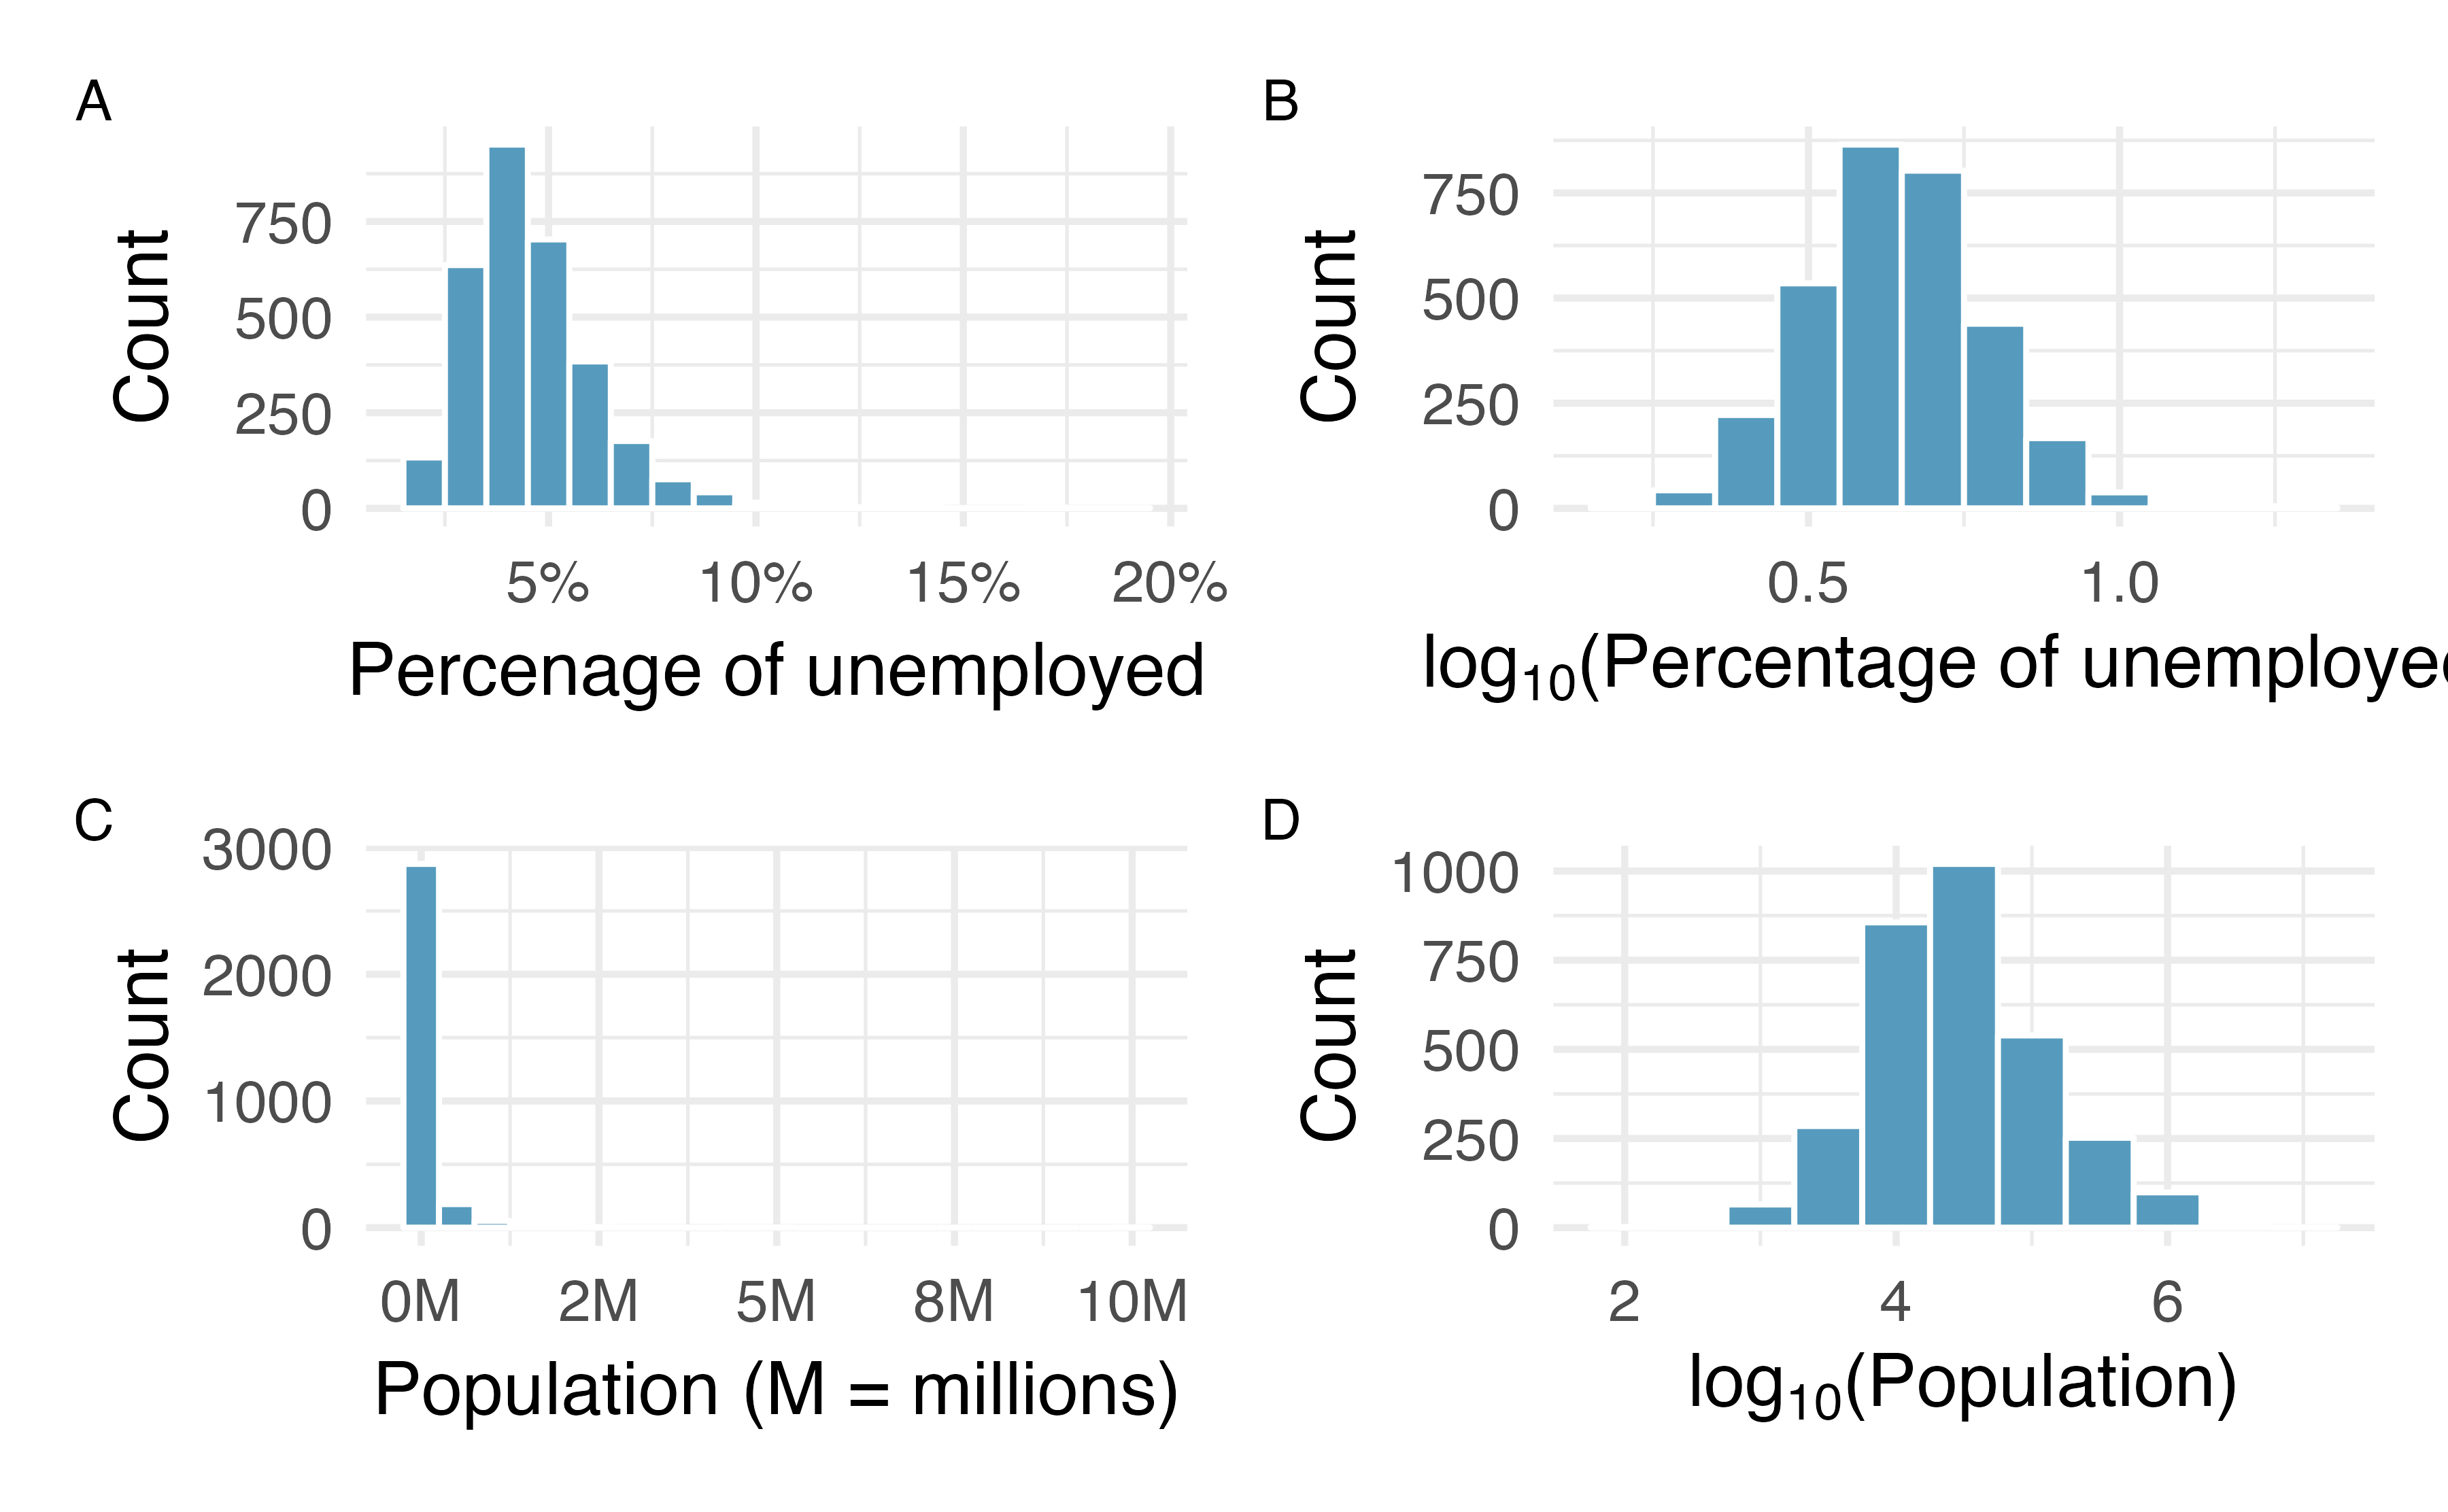 A
Count
750
500
250
0
5% 10% 15% 20%
Percenage of unemployed
B
Count
750
500
250
0
0.5 1.0
log₁₀(Percentage of unemploye
C
Count
3000
2000
1000
0
0M 2M 5M 8M 10M
Population (M = millions)
D
Count
1000
750
500
250
0
2 4 6
log₁₀(Population)